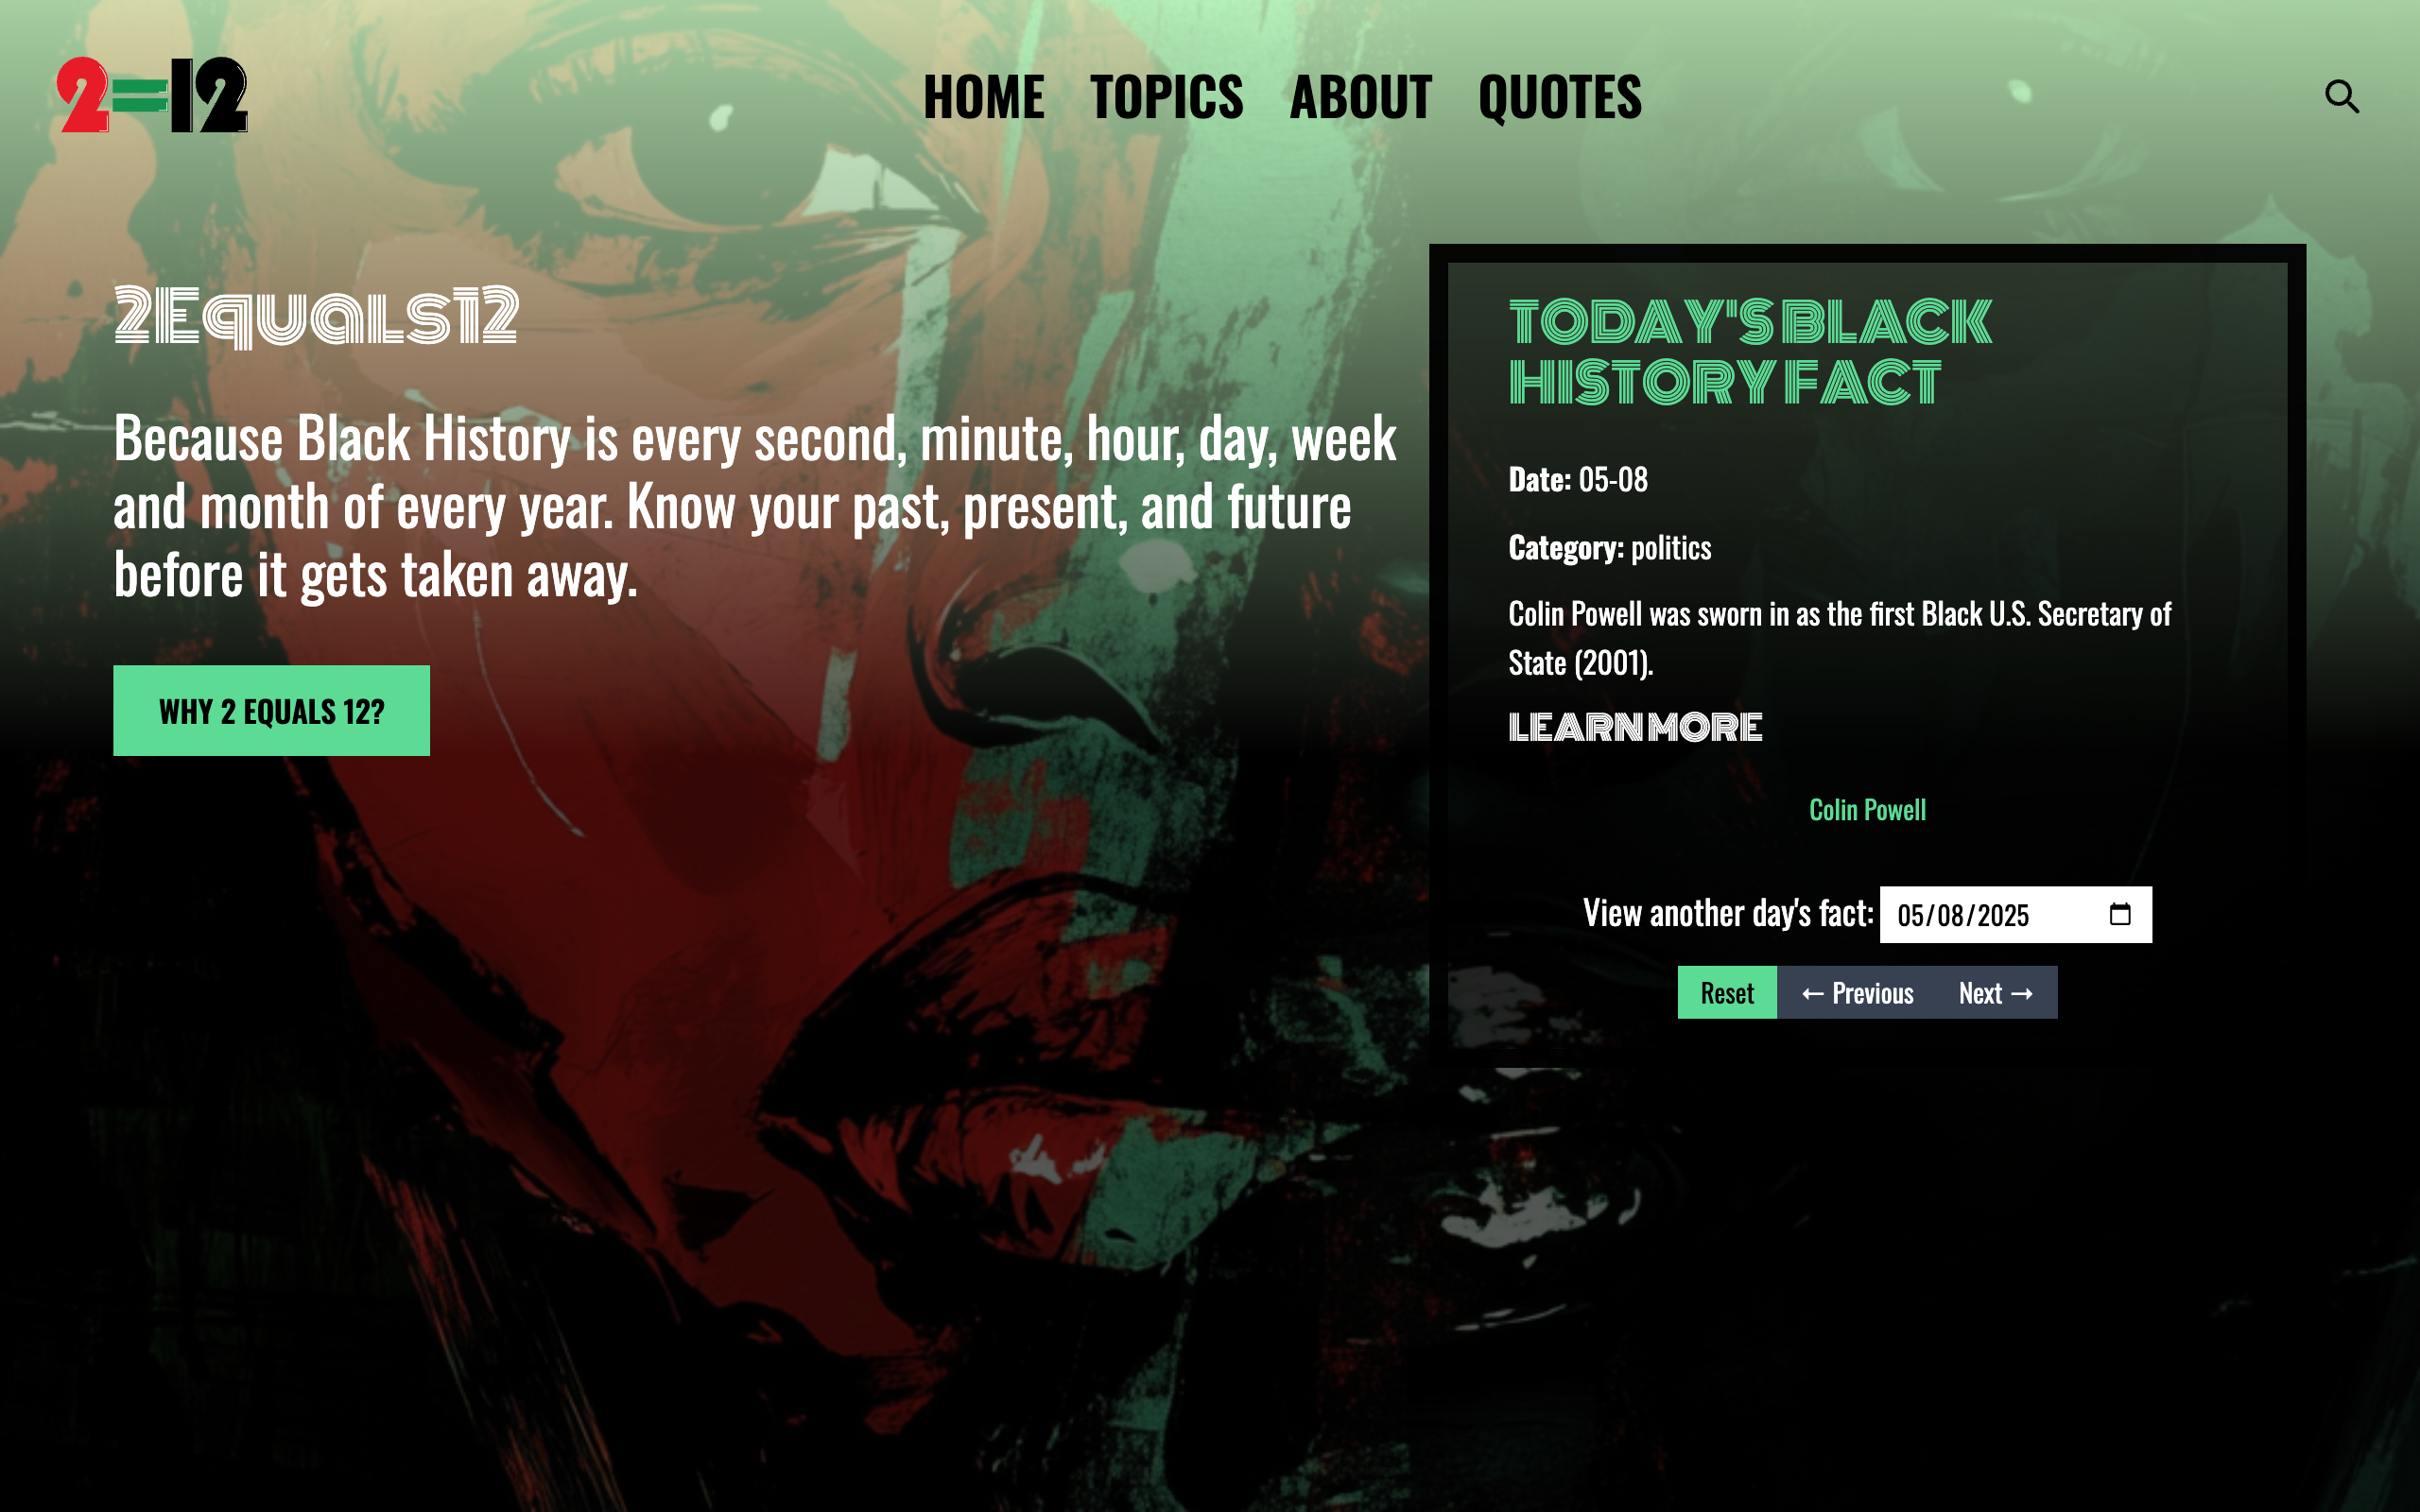 2=12
HOME TOPICS ABOUT QUOTES
2Equals12
Because Black History is every second, minute, hour, day, week
and month of every year. Know your past, present, and future
before it gets taken away.
WHY 2 EQUALS 12?
TODAY'S BLACK
HISTORY FACT
Date: 05-08
Category: politics
Colin Powell was sworn in as the first Black U.S. Secretary of
State (2001).
LEARN MORE
Colin Powell
View another day's fact: 05/08/2025
Reset ← Previous Next →